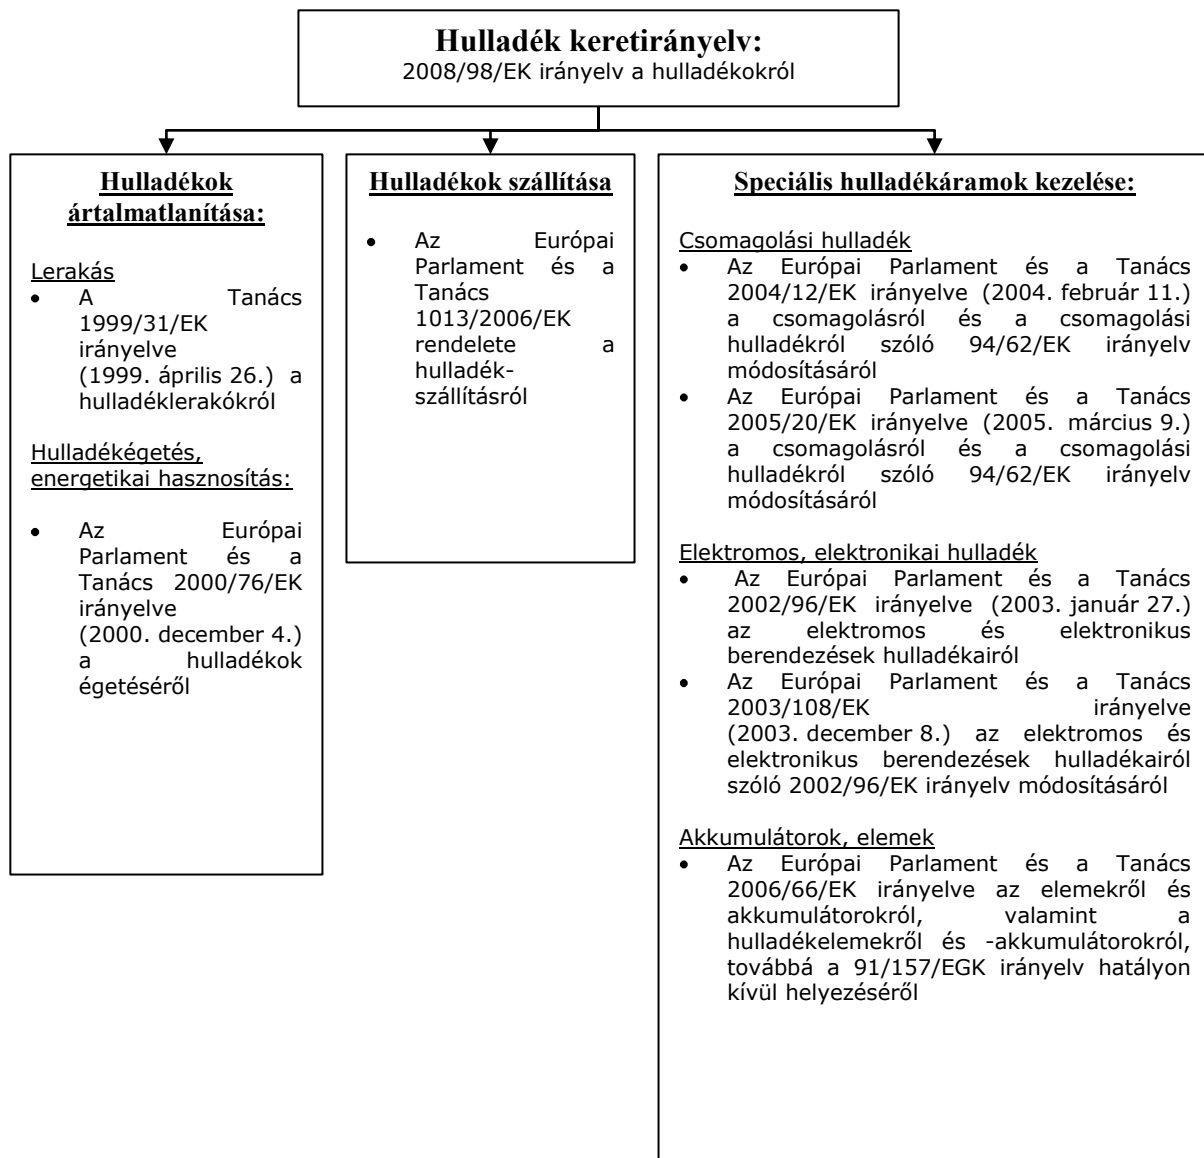 Hulladék keretirányelv:
2008/98/EK irányelv a hulladékokról
Hulladékok
ártalmatlanítása:
Lerakás
• A Tanács
1999/31/EK
irányelve
(1999. április 26.) a
hulladéklerakókról
Hulladékégetés,
energetikai hasznosítás:
• Az Európai
Parlament és a
Tanács 2000/76/EK
irányelve
(2000. december 4.)
a hulladékok
égetéséről
Hulladékok szállítása
• Az Európai
Parlament és a
Tanács
1013/2006/EK
rendelete a
hulladék-
szállításról
Speciális hulladékáramok kezelése:
Csomagolási hulladék
• Az Európai Parlament és a Tanács
2004/12/EK irányelve (2004. február 11.)
a csomagolásról és a csomagolási
hulladékról szóló 94/62/EK irányelv
módosításáról
• Az Európai Parlament és a Tanács
2005/20/EK irányelve (2005. március 9.)
a csomagolásról és a csomagolási
hulladékról szóló 94/62/EK irányelv
módosításáról
Elektromos, elektronikai hulladék
• Az Európai Parlament és a Tanács
2002/96/EK irányelve (2003. január 27.)
az elektromos és elektronikus
berendezések hulladékairól
• Az Európai Parlament és a Tanács
2003/108/EK irányelve
(2003. december 8.) az elektromos és
elektronikus berendezések hulladékairól
szóló 2002/96/EK irányelv módosításáról
Akkumulátorok, elemek
• Az Európai Parlament és a Tanács
2006/66/EK irányelve az elemekről és
akkumulátorokról, valamint a
hulladékelemekről és -akkumulátorokról,
továbbá a 91/157/EGK irányelv hatályon
kívül helyezéséről